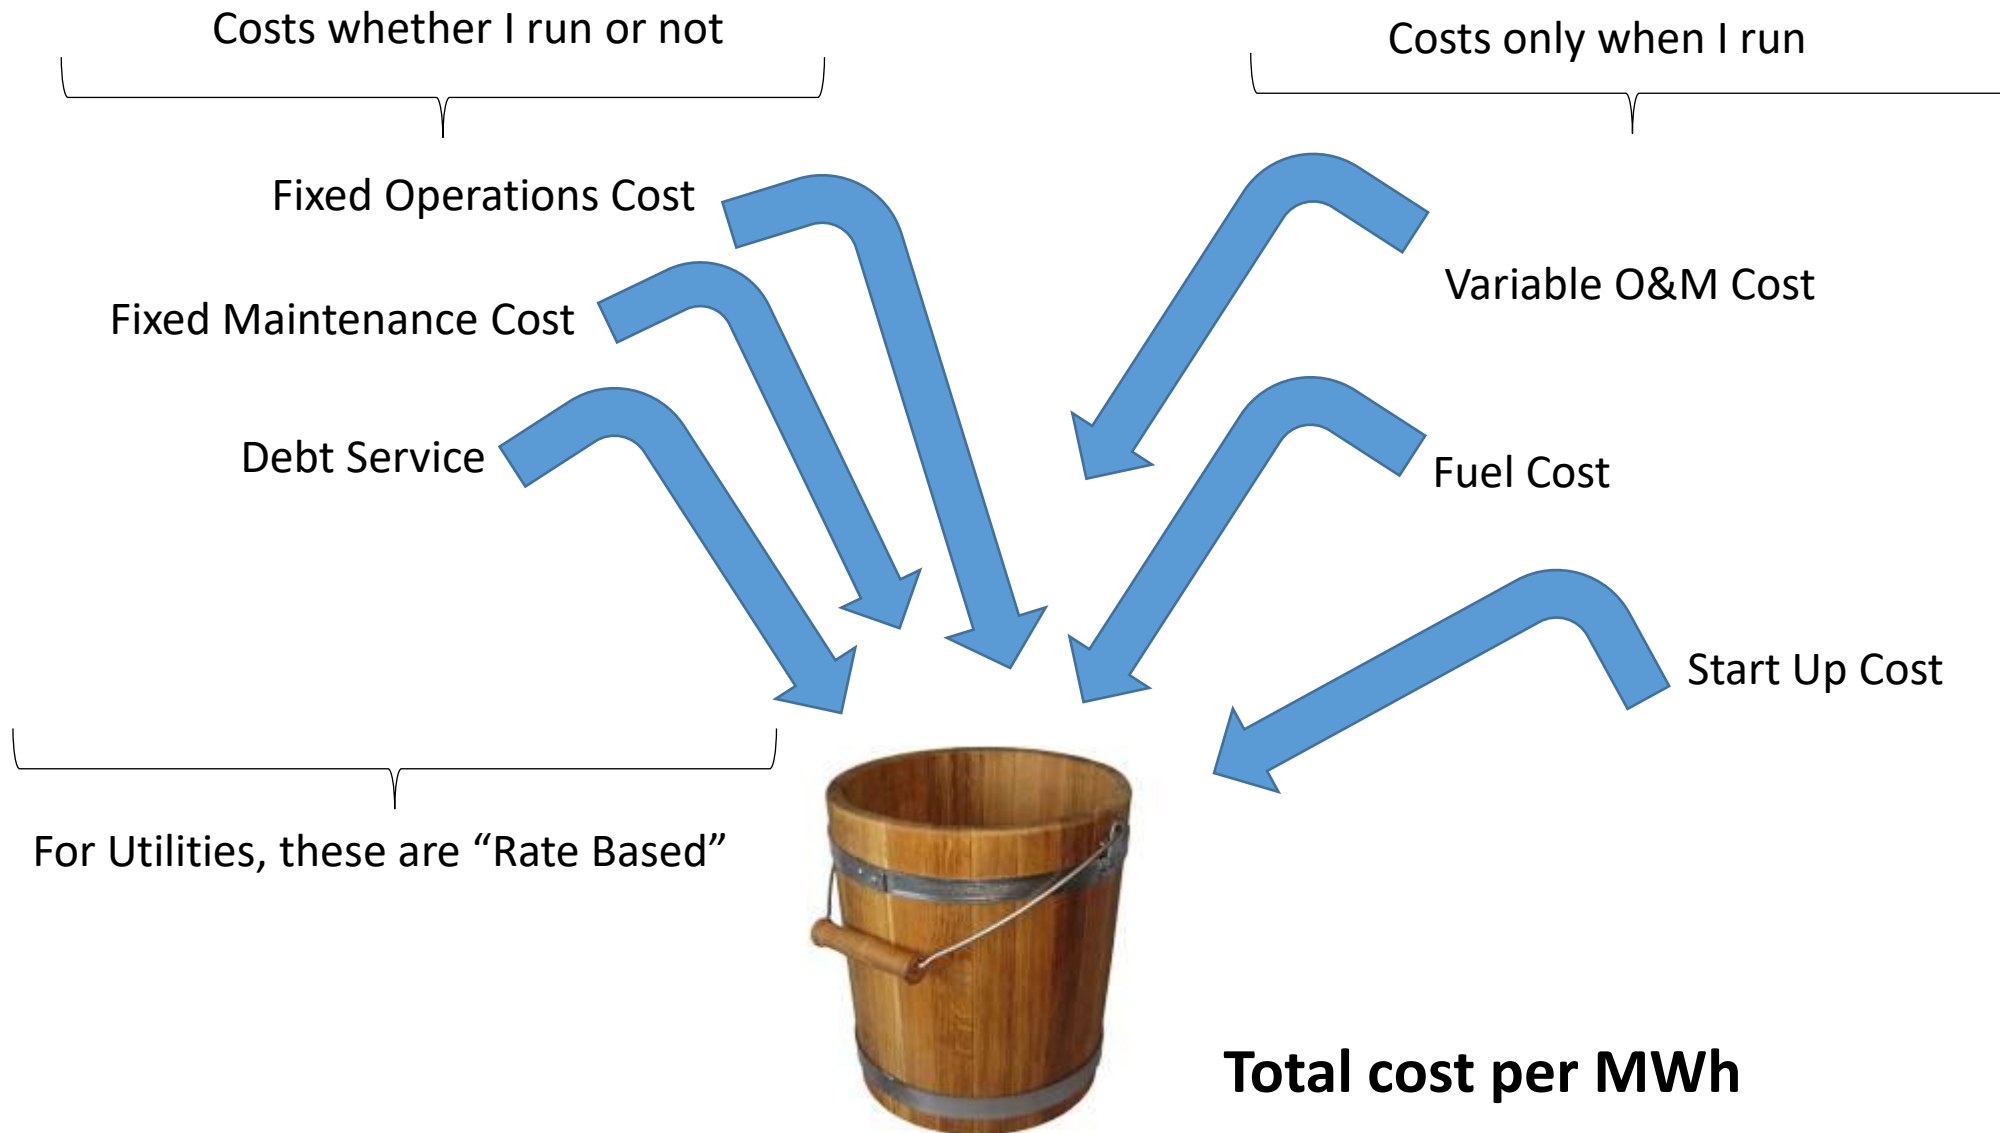 Costs whether I run or not
Costs only when I run
Fixed Operations Cost
Fixed Maintenance Cost
Debt Service
Variable O&M Cost
Fuel Cost
Start Up Cost
For Utilities, these are “Rate Based”
Total cost per MWh